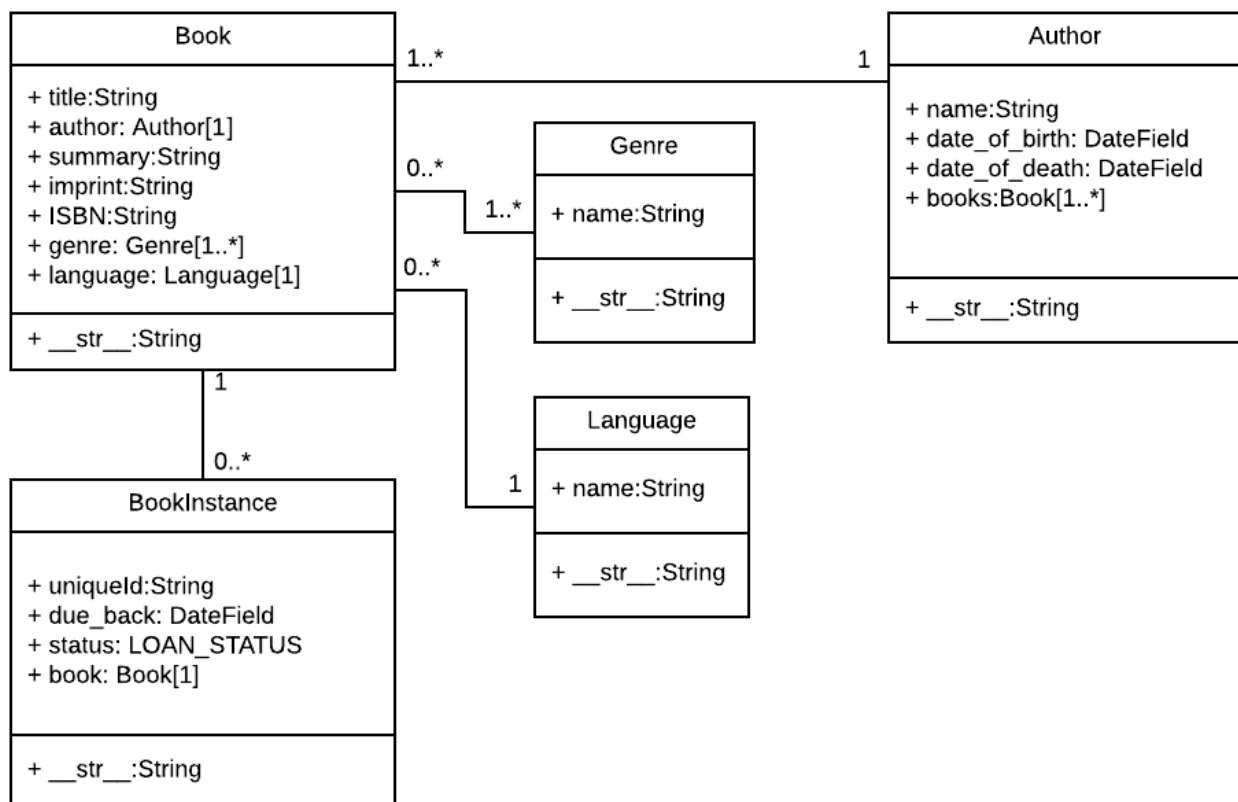 Book
+ title:String
+ author: Author[1]
+ summary:String
+ imprint:String
+ ISBN:String
+ genre: Genre[1..*]
+ language: Language[1]
+ __str__:String
1..*
1
0..*
1..*
0..*
1
1
0..*
Author
+ name:String
+ date_of_birth: DateField
+ date_of_death: DateField
+ books:Book[1..*]
+ __str__:String
Genre
+ name:String
+ __str__:String
Language
+ name:String
+ __str__:String
BookInstance
+ uniqueId:String
+ due_back: DateField
+ status: LOAN_STATUS
+ book: Book[1]
+ __str__:String